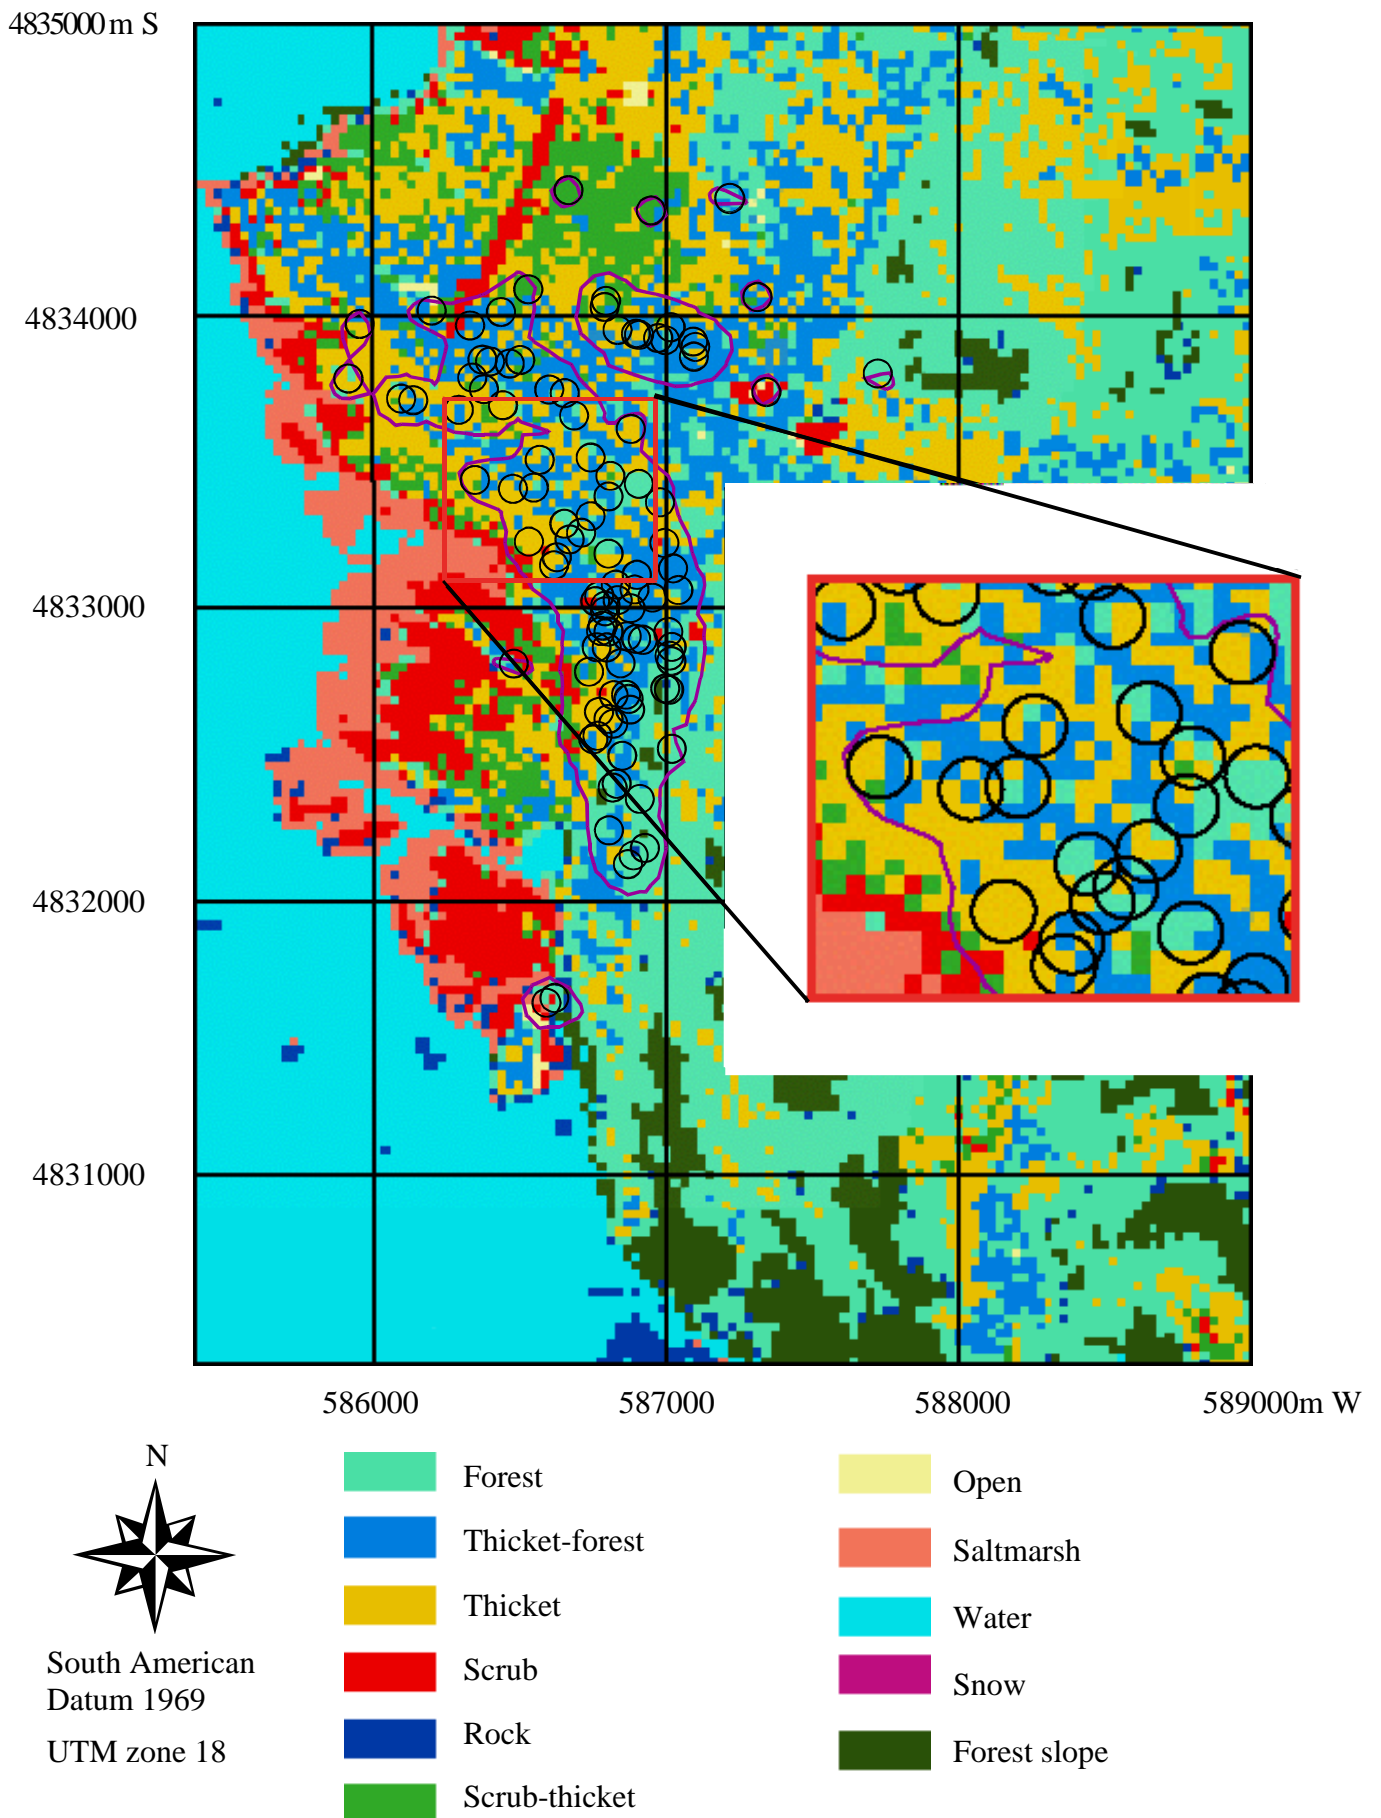 4835000 m S
4834000
4833000
4832000
4831000
586000 587000 588000 589000m W
N
South American
Datum 1969
UTM zone 18
Forest
Thicket-forest
Thicket
Scrub
Rock
Scrub-thicket
Open
Saltmarsh
Water
Snow
Forest slope